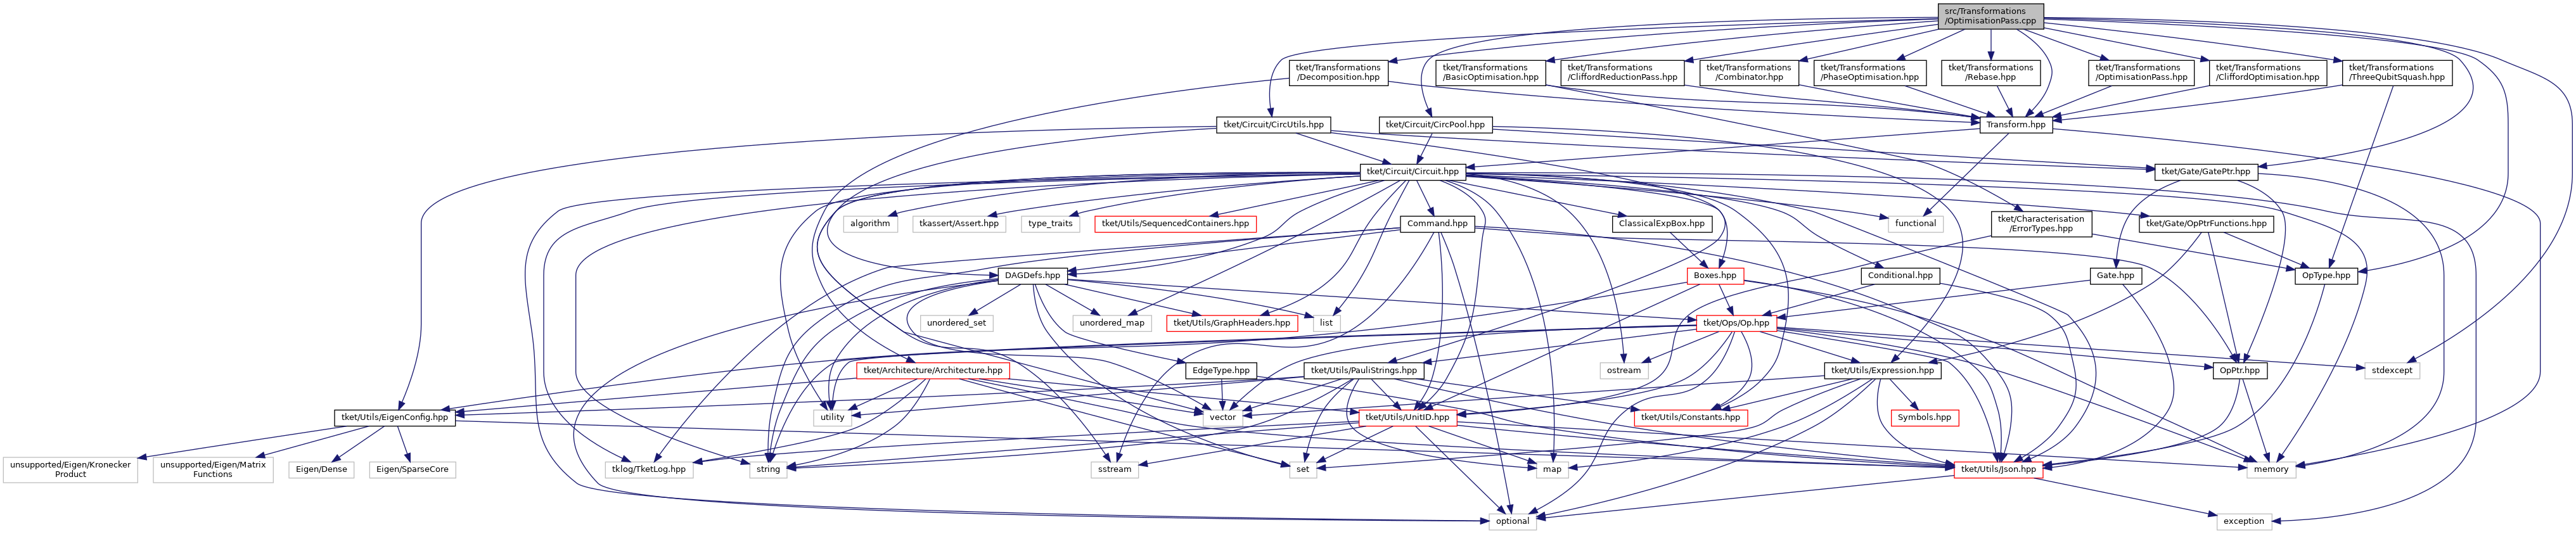 src/Transformations
/OptimisationPass.cpp
tket/Transformations
/Decomposition.hpp
tket/Transformations
/BasicOptimisation.hpp
tket/Transformations
/CliffordReductionPass.hpp
tket/Transformations
/Combinator.hpp
tket/Transformations
/PhaseOptimisation.hpp
tket/Transformations
/Rebase.hpp
tket/Transformations
/OptimisationPass.hpp
tket/Transformations
/CliffordOptimisation.hpp
tket/Transformations
/ThreeQubitSquash.hpp
tket/Circuit/CircUtils.hpp
tket/Circuit/CircPool.hpp
Transform.hpp
tket/Circuit/Circuit.hpp
tket/Gate/GatePtr.hpp
algorithm
tkassert/Assert.hpp
type_traits
tket/Utils/SequencedContainers.hpp
Command.hpp
ClassicalExpBox.hpp
functional
tket/Characterisation
/ErrorTypes.hpp
tket/Gate/OpPtrFunctions.hpp
DAGDefs.hpp
Boxes.hpp
Conditional.hpp
Gate.hpp
OpType.hpp
unordered_set
unordered_map
tket/Utils/GraphHeaders.hpp
list
tket/Ops/Op.hpp
tket/Architecture/Architecture.hpp
EdgeType.hpp
tket/Utils/PauliStrings.hpp
ostream
tket/Utils/Expression.hpp
OpPtr.hpp
stdexcept
tket/Utils/EigenConfig.hpp
utility
vector
tket/Utils/UnitID.hpp
tket/Utils/Constants.hpp
Symbols.hpp
unsupported/Eigen/Kronecker
Product
unsupported/Eigen/Matrix
Functions
Eigen/Dense
Eigen/SparseCore
tklog/TketLog.hpp
string
sstream
set
map
tket/Utils/Json.hpp
memory
optional
exception